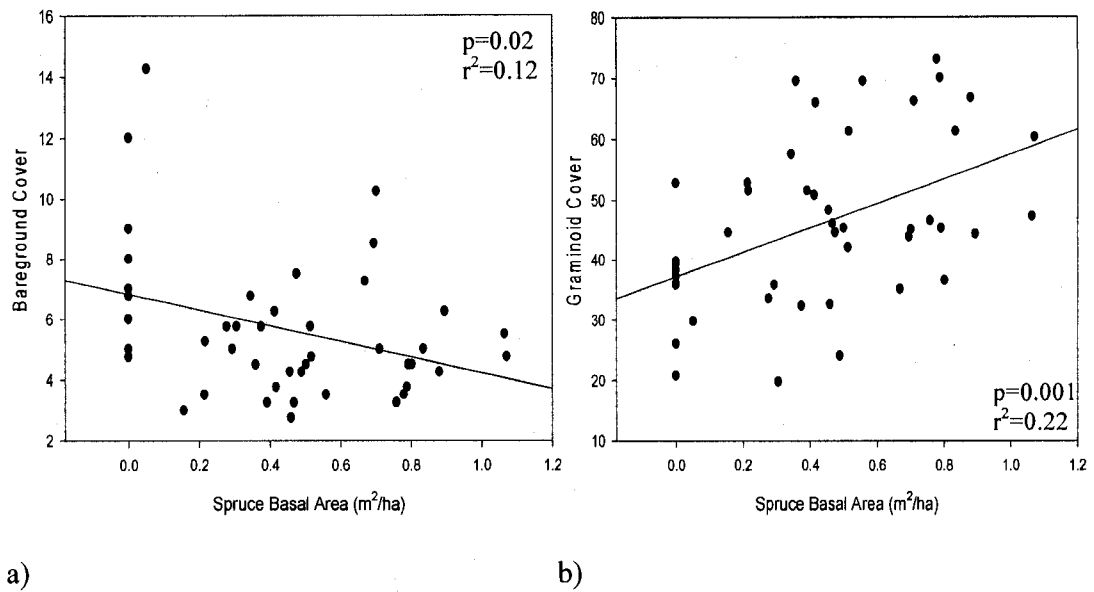 p=0.02
r²=0.12
16
14
12
10
8
6
4
2
Bareground Cover
0.0 0.2 0.4 0.6 0.8 1.0 1.2
Spruce Basal Area (m²/ha)
a)
80
70
60
50
40
30
20
10
Graminoid Cover
p=0.001
r²=0.22
0.0 0.2 0.4 0.6 0.8 1.0 1.2
Spruce Basal Area (m²/ha)
b)